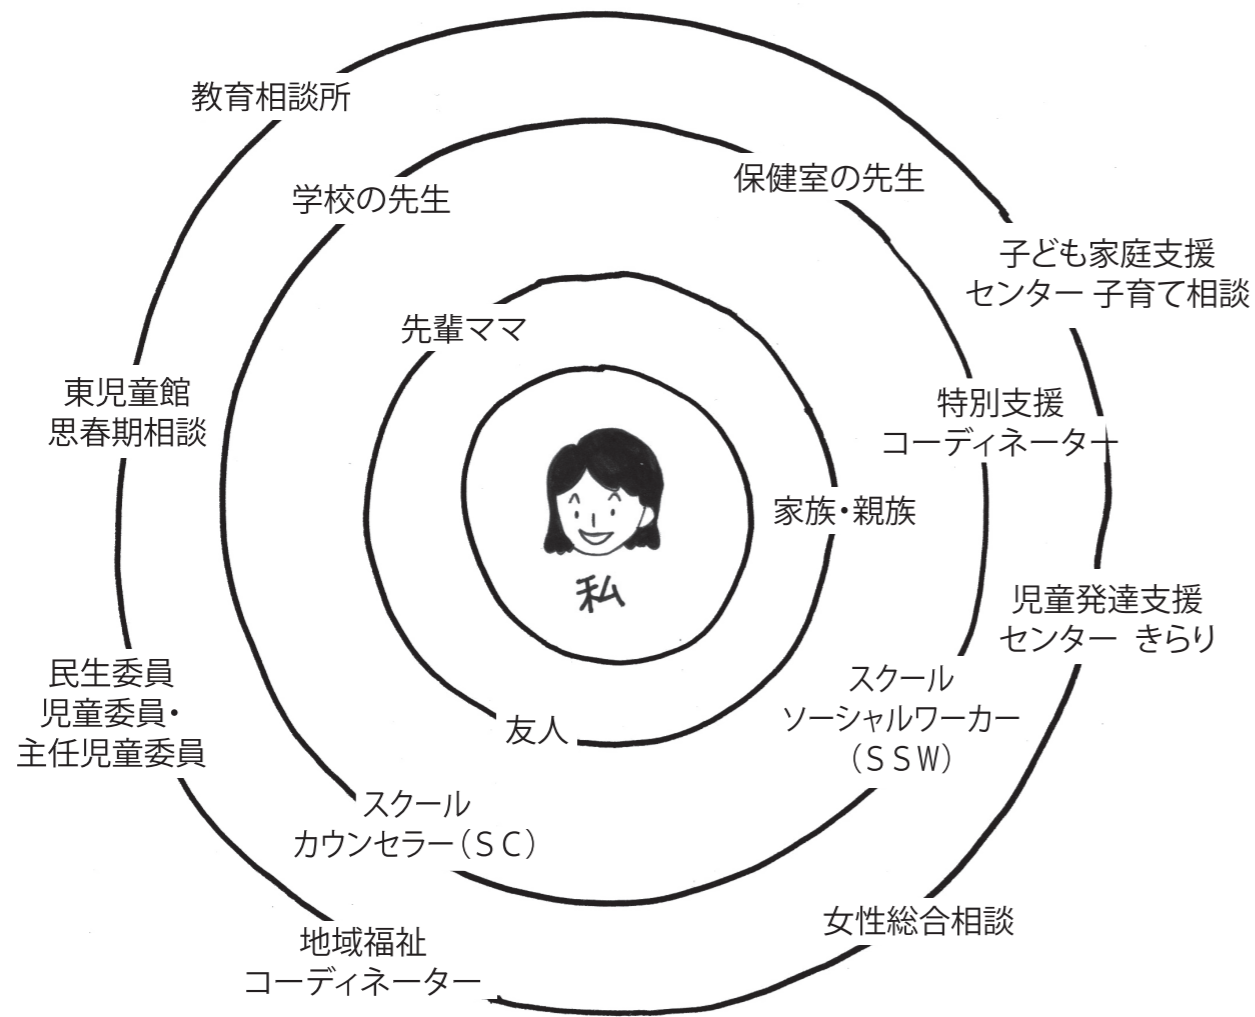 教育相談所
保健室の先生
学校の先生
子ども家庭支援
センター 子育て相談
先輩ママ
東児童館
思春期相談
特別支援
コーディネーター
家族・親族
私
児童発達支援
センター きらり
民生委員
児童委員・
主任児童委員
スクール
ソーシャルワーカー
（ＳＳＷ）
友人
スクール
カウンセラー（ＳＣ）
女性総合相談
地域福祉
コーディネーター